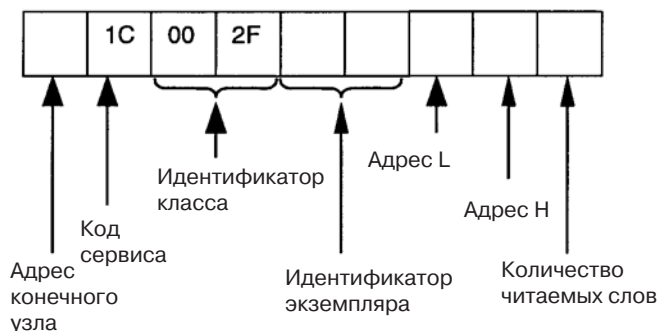 1C 00 2F
Идентификатор
класса
Адрес L
Адрес H
Код
сервиса
Адрес
конечного
узла
Идентификатор
экземпляра
Количество
читаемых слов